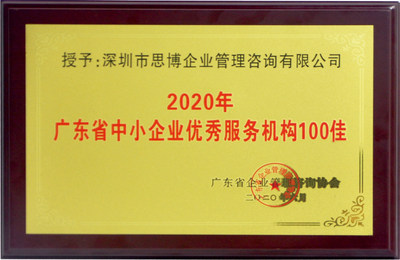 授予:深圳市思博企业管理咨询有限公司
2020年
广东省中小企业优秀服务机构100佳
广东省企业管理咨询协会
二〇二〇年六月